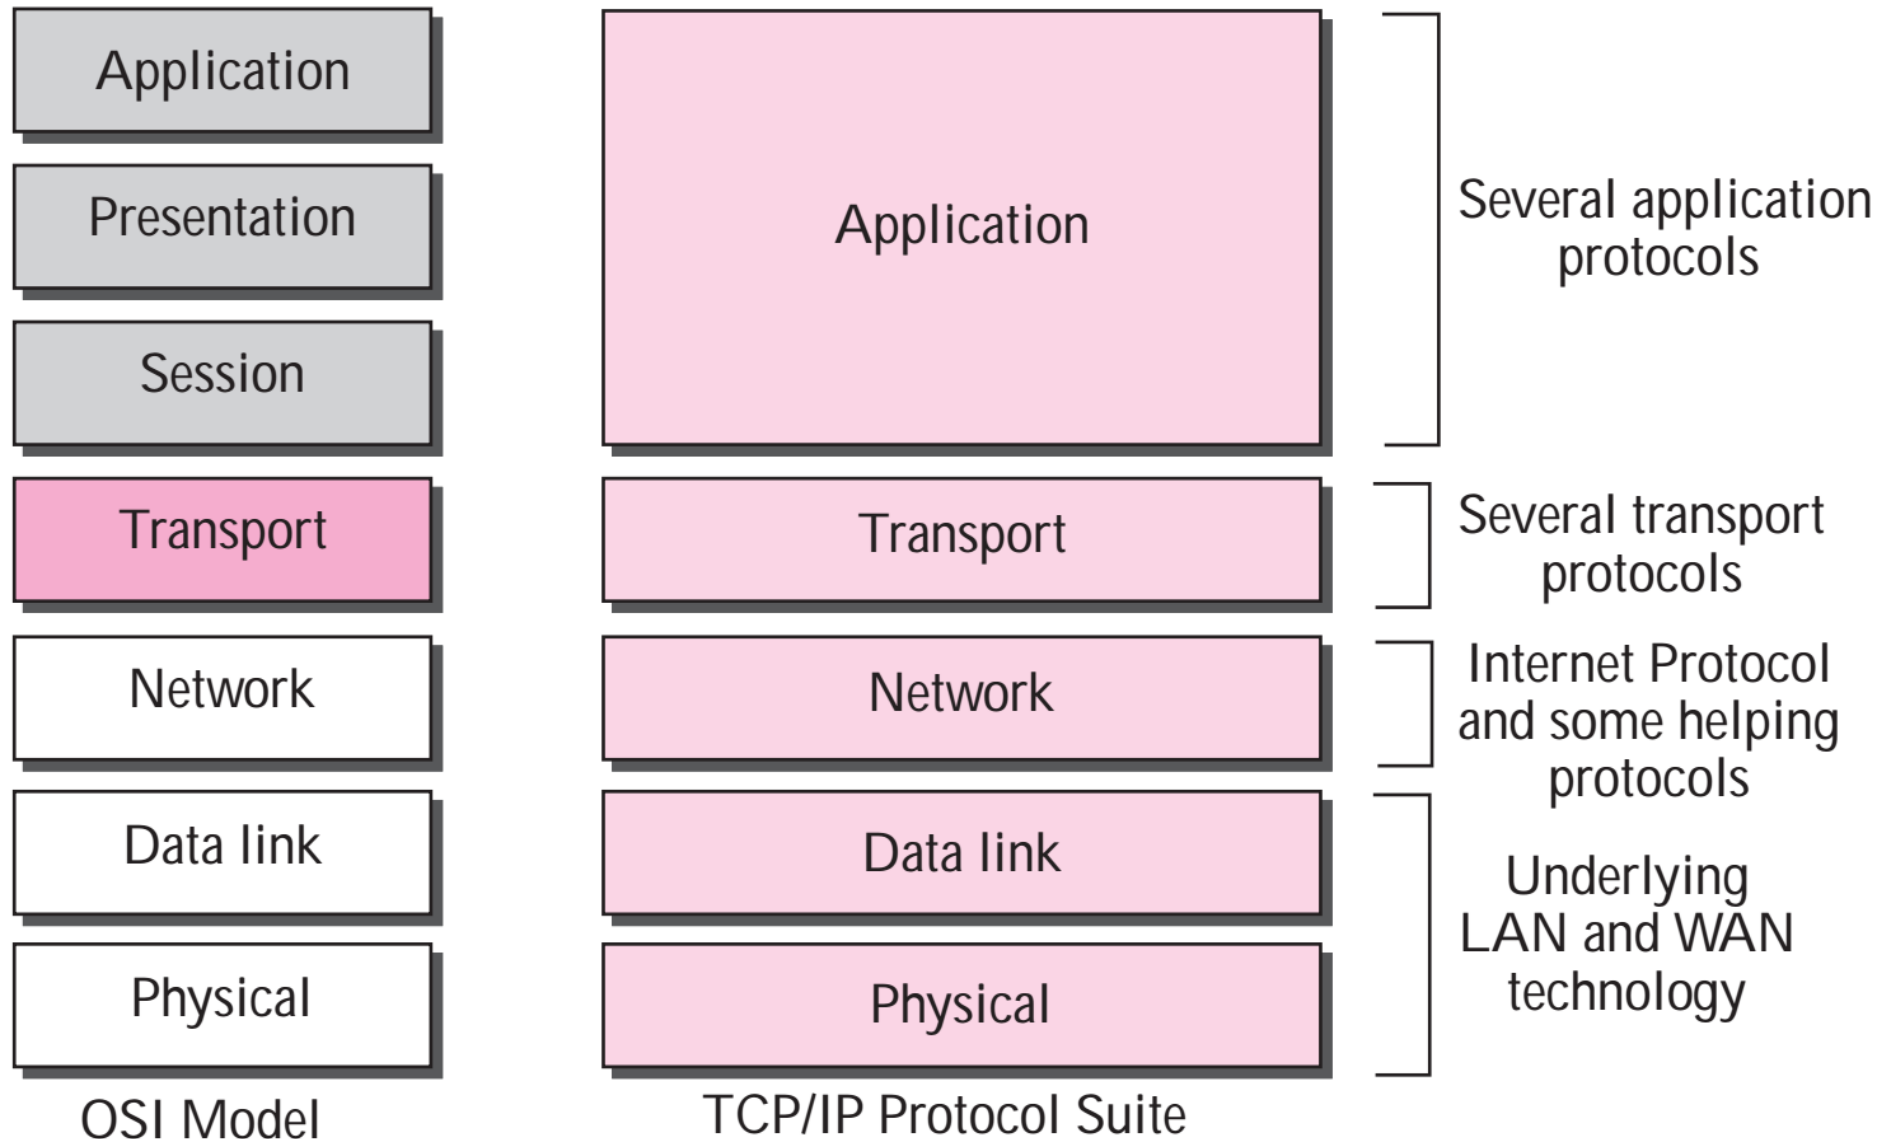 Application
Presentation
Session
Transport
Network
Data link
Physical
OSI Model
Application
Transport
Network
Data link
Physical
TCP/IP Protocol Suite
Several application
protocols
Several transport
protocols
Internet Protocol
and some helping
protocols
Underlying
LAN and WAN
technology